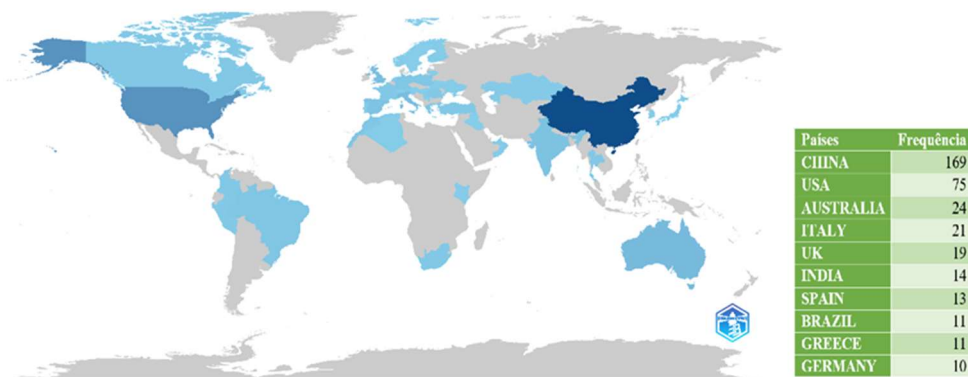 Países Frequência
CHINA 169
USA 75
AUSTRALIA 24
ITALY 21
UK 19
INDIA 14
SPAIN 13
BRAZIL 11
GREECE 11
GERMANY 10